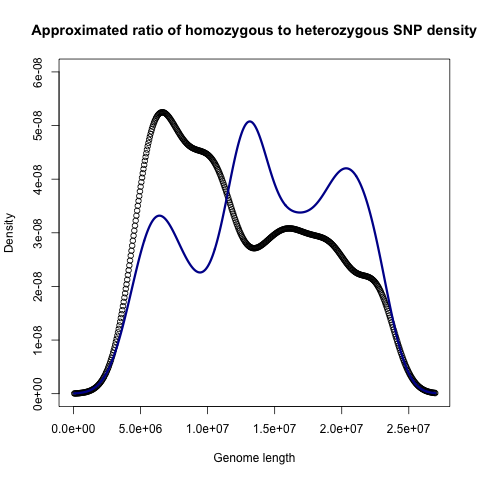 Approximated ratio of homozygous to heterozygous SNP density
6e-08
5e-08
4e-08
3e-08
2e-08
1e-08
0e+00
Density
0.0e+00 5.0e+06 1.0e+07 1.5e+07 2.0e+07 2.5e+07
Genome length